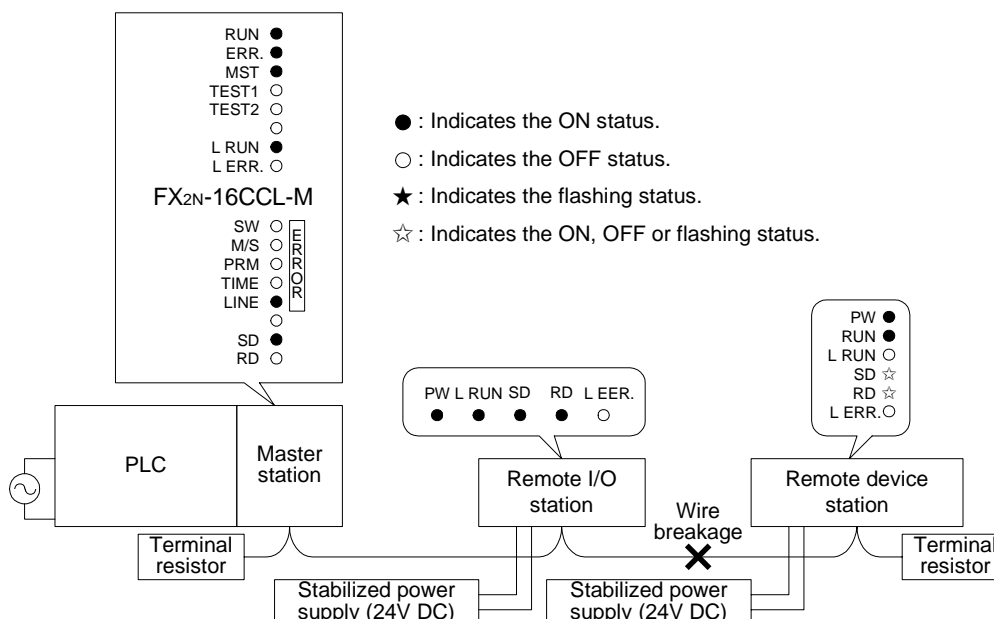 RUN
ERR.
MST
TEST1
TEST2
L RUN
L ERR.
FX2N-16CCL-M
SW
M/S
PRM
TIME
LINE
ERROR
SD
RD
● : Indicates the ON status.
○ : Indicates the OFF status.
★ : Indicates the flashing status.
☆ : Indicates the ON, OFF or flashing status.
PW L RUN SD RD L EER.
PW
RUN
L RUN
SD
RD
L ERR.
PLC
Master
station
Remote I/O
station
Wire
breakage
Remote device
station
Terminal
resistor
Terminal
resistor
Stabilized power
supply (24V DC)
Stabilized power
supply (24V DC)